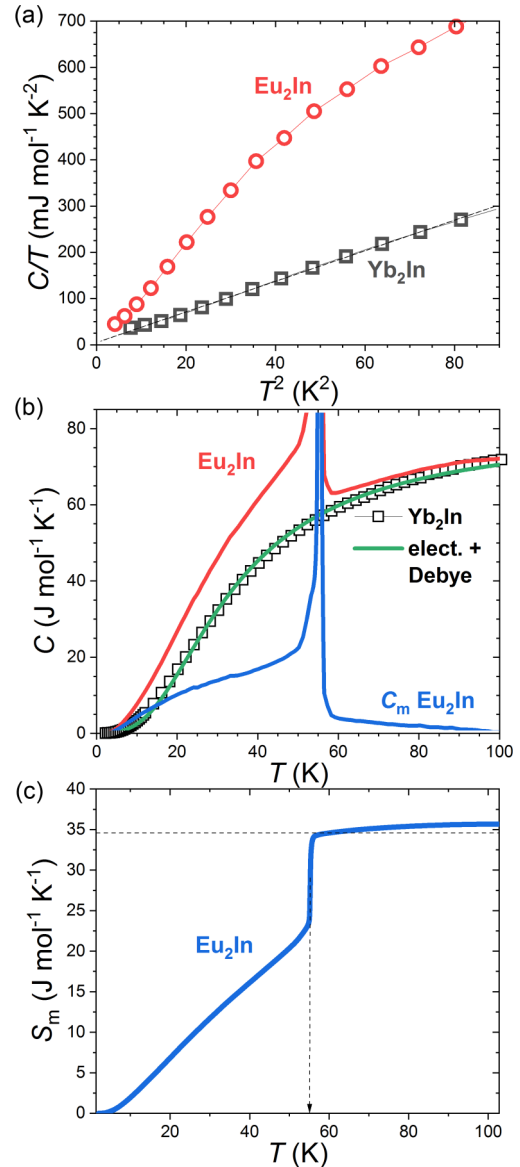 (a)
700
600
500
400
300
200
100
0
C/T (mJ mol⁻¹ K⁻²)
Eu₂In
Yb₂In
0 20 40 60 80
T² (K²)
(b)
80
60
40
20
0
C (J mol⁻¹ K⁻¹)
Eu₂In
Yb₂In
elect. +
Debye
Cₘ Eu₂In
0 20 40 60 80 100
T (K)
(c)
40
35
30
25
20
15
10
5
0
Sₘ (J mol⁻¹ K⁻¹)
Eu₂In
20 40 60 80 100
T (K)